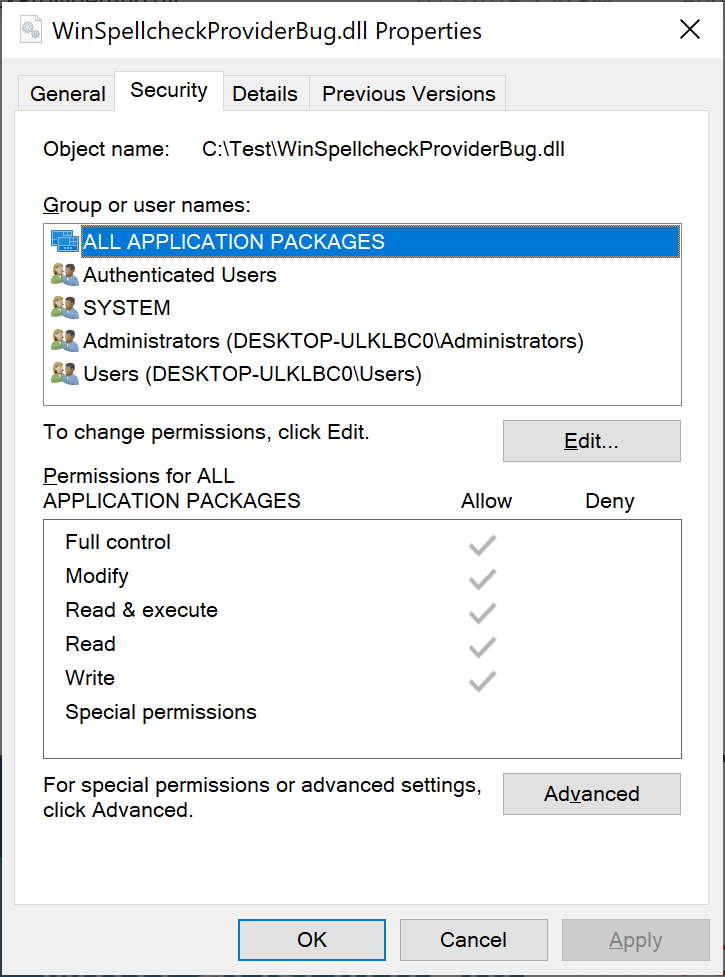 WinSpellcheckProviderBug.dll Properties
General Security Details Previous Versions
Object name: C:\Test\WinSpellcheckProviderBug.dll
Group or user names:
ALL APPLICATION PACKAGES
Authenticated Users
SYSTEM
Administrators (DESKTOP-ULKLBC0\Administrators)
Users (DESKTOP-ULKLBC0\Users)
To change permissions, click Edit.
Edit...
Permissions for ALL
APPLICATION PACKAGES Allow Deny
Full control
Modify
Read & execute
Read
Write
Special permissions
For special permissions or advanced settings,
click Advanced.
Advanced
OK Cancel Apply